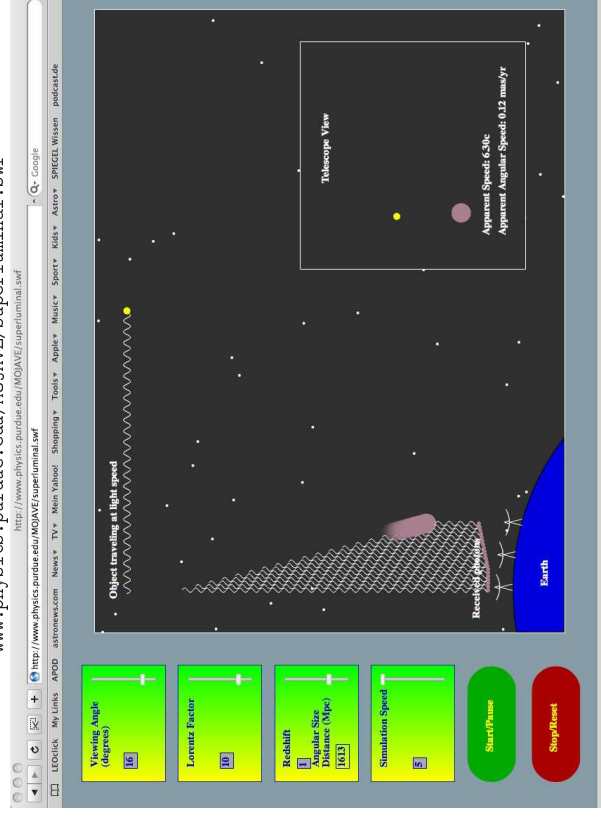 www.physics.purdue.edu/MOJAVE/superluminal.swf
http://www.physics.purdue.edu/MOJAVE/superluminal.swf
http://www.physics.purdue.edu/MOJAVE/superluminal.swf
Q- Google
LEOclick My Links APOD astronews.com News TV Mein Yahoo! Shopping Tools Apple Music Sport Kids Astro SPIEGEL Wissen podcast.de
Viewing Angle
(degrees)
16
Lorentz Factor
10
Redshift
1
Angular Size
Distance (Mpc)
1613
Simulation Speed
5
Start/Pause
Stop/Reset
Object traveling at light speed
Received photons
Earth
Telescope View
Apparent Speed: 6.30c
Apparent Angular Speed: 0.12 mas/yr